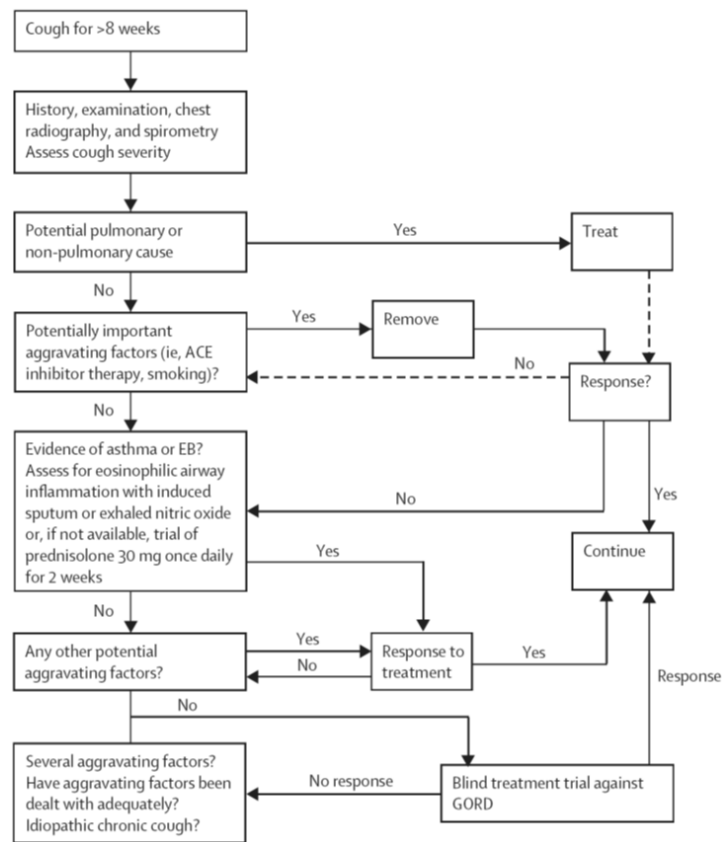 Cough for >8 weeks
History, examination, chest
radiography, and spirometry
Assess cough severity
Potential pulmonary or
non-pulmonary cause
Yes
Treat
No
Potentially important
aggravating factors (ie, ACE
inhibitor therapy, smoking)?
Yes
Remove
No
Response?
No
Evidence of asthma or EB?
Assess for eosinophilic airway
inflammation with induced
sputum or exhaled nitric oxide
or, if not available, trial of
prednisolone 30 mg once daily
for 2 weeks
No
Yes
Yes
Continue
No
Any other potential
aggravating factors?
Yes
No
Response to
treatment
Yes
Response
No
Several aggravating factors?
Have aggravating factors been
dealt with adequately?
Idiopathic chronic cough?
No response
Blind treatment trial against
GORD